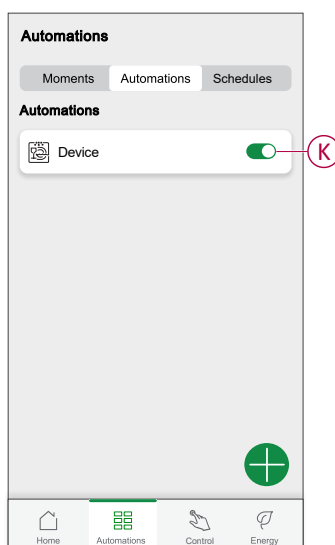 Automations
Moments Automations Schedules
Automations
Device
K
Home Automations Control Energy